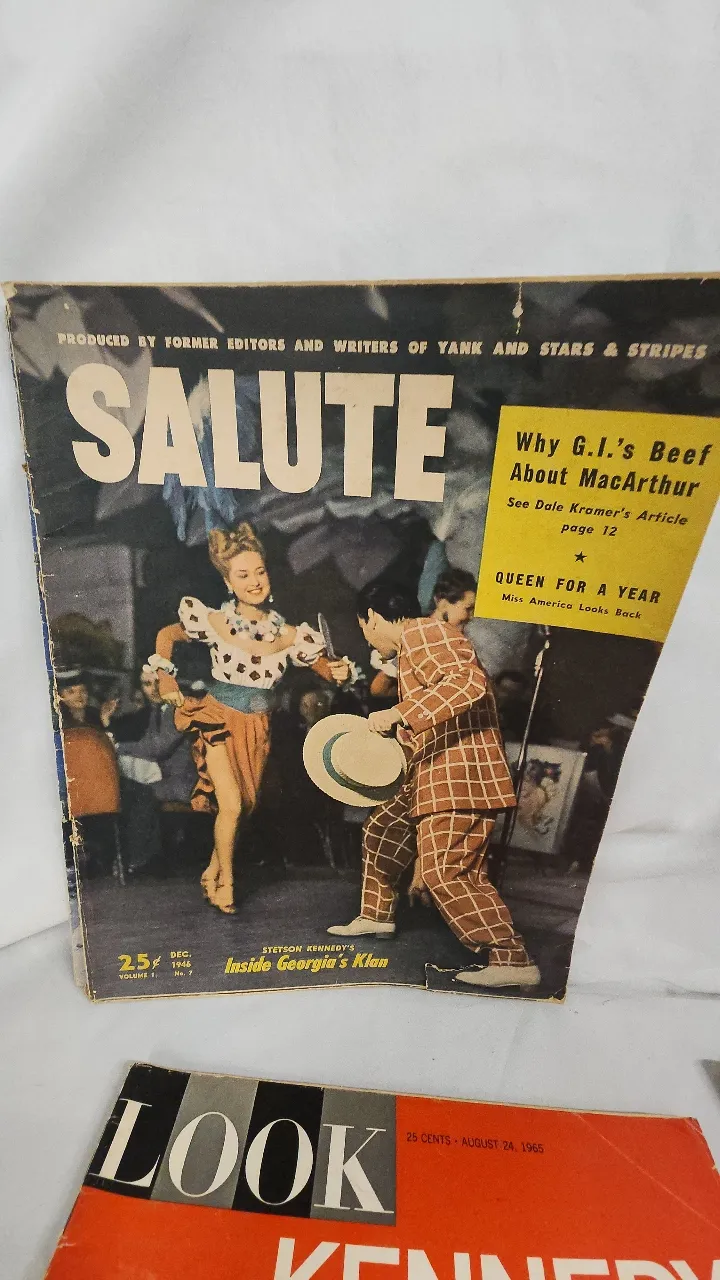 PRODUCED BY FORMER EDITORS AND WRITERS OF YANK AND STARS & STRIPES
SALUTE
Why G.I.'s Beef
About MacArthur
See Dale Kramer's Article
page 12
★
QUEEN FOR A YEAR
Miss America Looks Back
25¢ DEC.
1946
VOLUME 1, No. 7
STETSON KENNEDY'S
Inside Georgia's Klan
LOOK
25 CENTS • AUGUST 24, 1965
KENNEDY